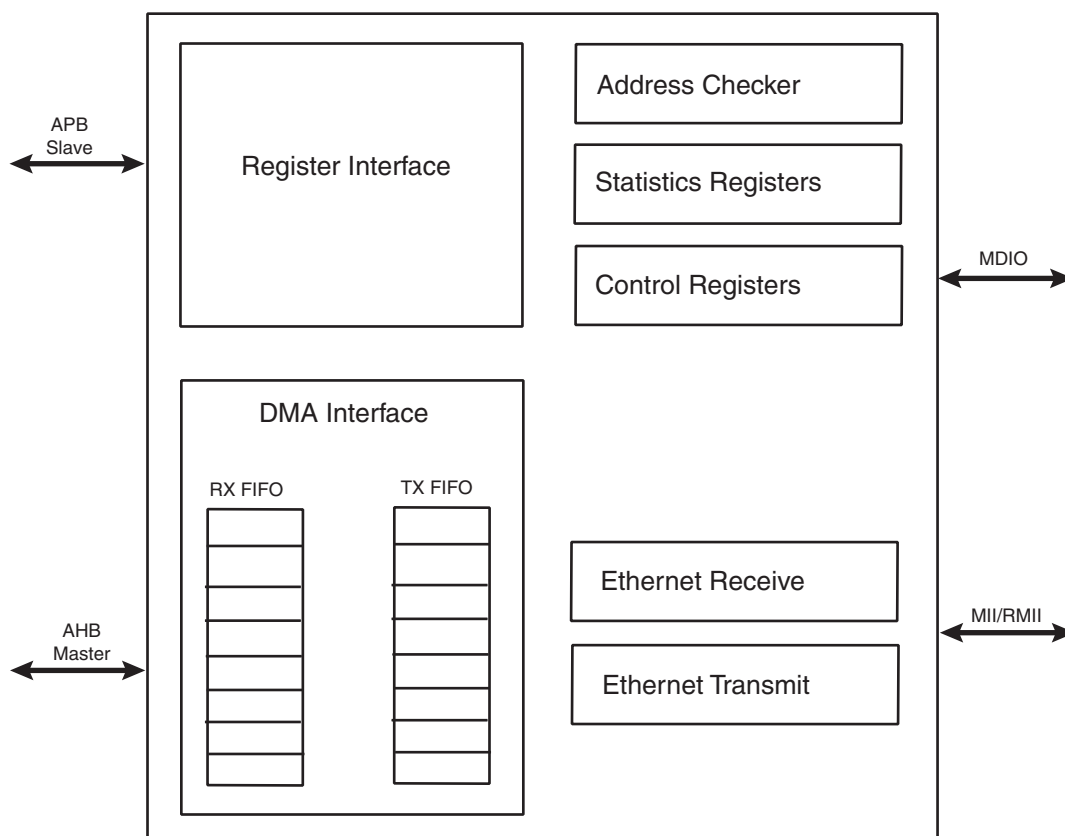 Address Checker
APB
Slave
Register Interface
Statistics Registers
Control Registers
MDIO
DMA Interface
RX FIFO
TX FIFO
Ethernet Receive
AHB
Master
MII/RMII
Ethernet Transmit